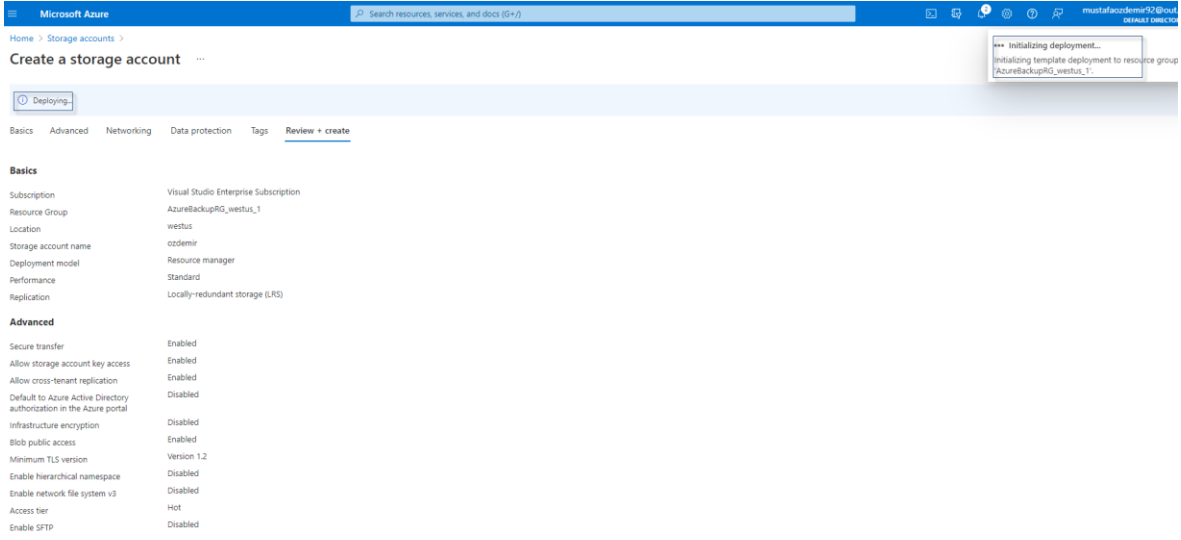 Microsoft Azure
Search resources, services, and docs (G+/)
2
mustafaozdemir92@out.
DEFAULT DIRECTOR
Home > Storage accounts >
Create a storage account ...
Initializing deployment...
Initializing template deployment to resource group
'AzureBackupRG_westus_1'.
Deploying...
Basics Advanced Networking Data protection Tags Review + create
Basics
Subscription Visual Studio Enterprise Subscription
Resource Group AzureBackupRG_westus_1
Location westus
Storage account name ozdemir
Deployment model Resource manager
Performance Standard
Replication Locally-redundant storage (LRS)
Advanced
Secure transfer Enabled
Allow storage account key access Enabled
Allow cross-tenant replication Enabled
Default to Azure Active Directory Disabled
authorization in the Azure portal
Infrastructure encryption Disabled
Blob public access Enabled
Minimum TLS version Version 1.2
Enable hierarchical namespace Disabled
Enable network file system v3 Disabled
Access tier Hot
Enable SFTP Disabled